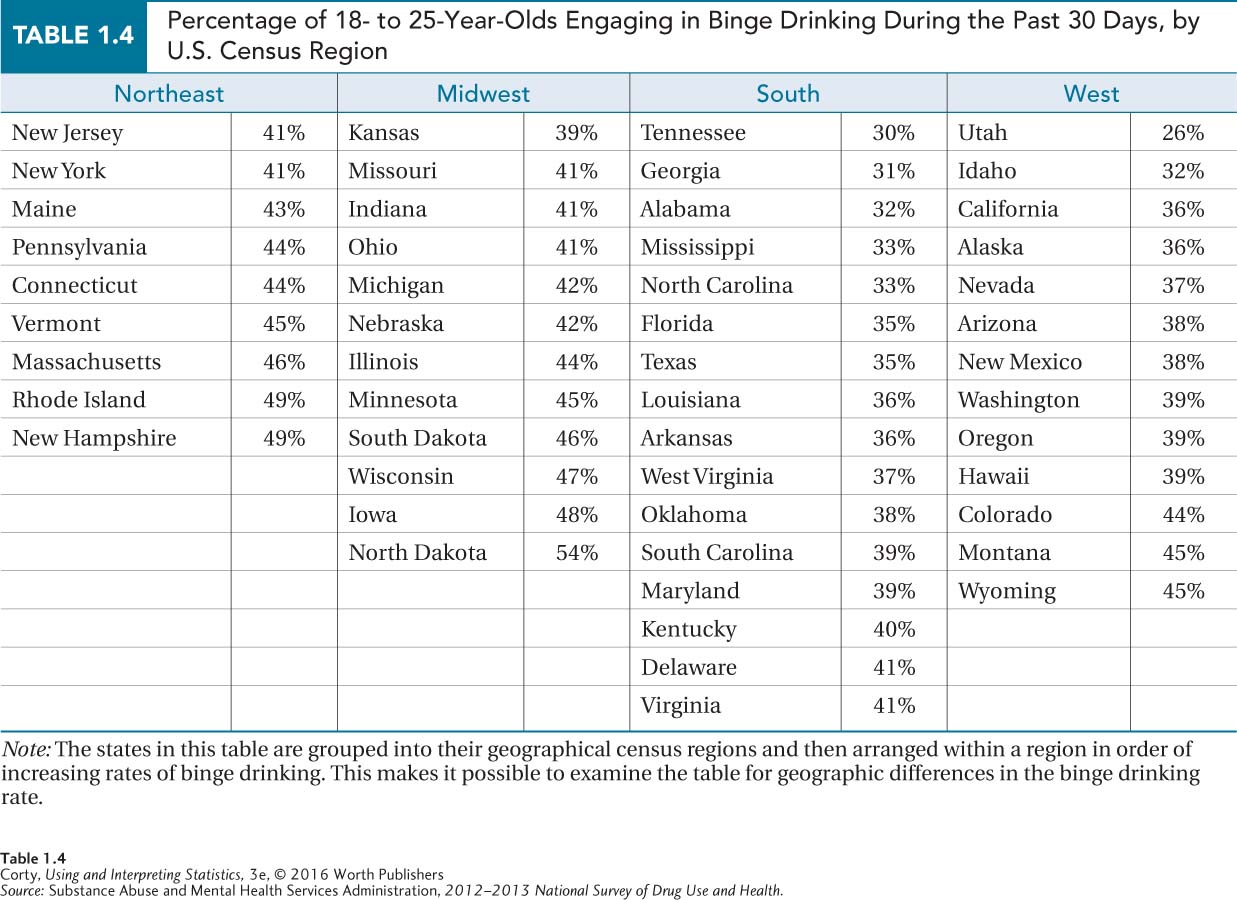 TABLE 1.4
Percentage of 18- to 25-Year-Olds Engaging in Binge Drinking During the Past 30 Days, by
U.S. Census Region
Northeast Midwest South West
New Jersey 41% Kansas 39% Tennessee 30% Utah 26%
New York 41% Missouri 41% Georgia 31% Idaho 32%
Maine 43% Indiana 41% Alabama 32% California 36%
Pennsylvania 44% Ohio 41% Mississippi 33% Alaska 36%
Connecticut 44% Michigan 42% North Carolina 33% Nevada 37%
Vermont 45% Nebraska 42% Florida 35% Arizona 38%
Massachusetts 46% Illinois 44% Texas 35% New Mexico 38%
Rhode Island 49% Minnesota 45% Louisiana 36% Washington 39%
New Hampshire 49% South Dakota 46% Arkansas 36% Oregon 39%
Wisconsin 47% West Virginia 37% Hawaii 39%
Iowa 48% Oklahoma 38% Colorado 44%
North Dakota 54% South Carolina 39% Montana 45%
Maryland 39% Wyoming 45%
Kentucky 40%
Delaware 41%
Virginia 41%
Note: The states in this table are grouped into their geographical census regions and then arranged within a region in order of
increasing rates of binge drinking. This makes it possible to examine the table for geographic differences in the binge drinking
rate.
Table 1.4
Corty, Using and Interpreting Statistics, 3e, © 2016 Worth Publishers
Source: Substance Abuse and Mental Health Services Administration, 2012–2013 National Survey of Drug Use and Health.